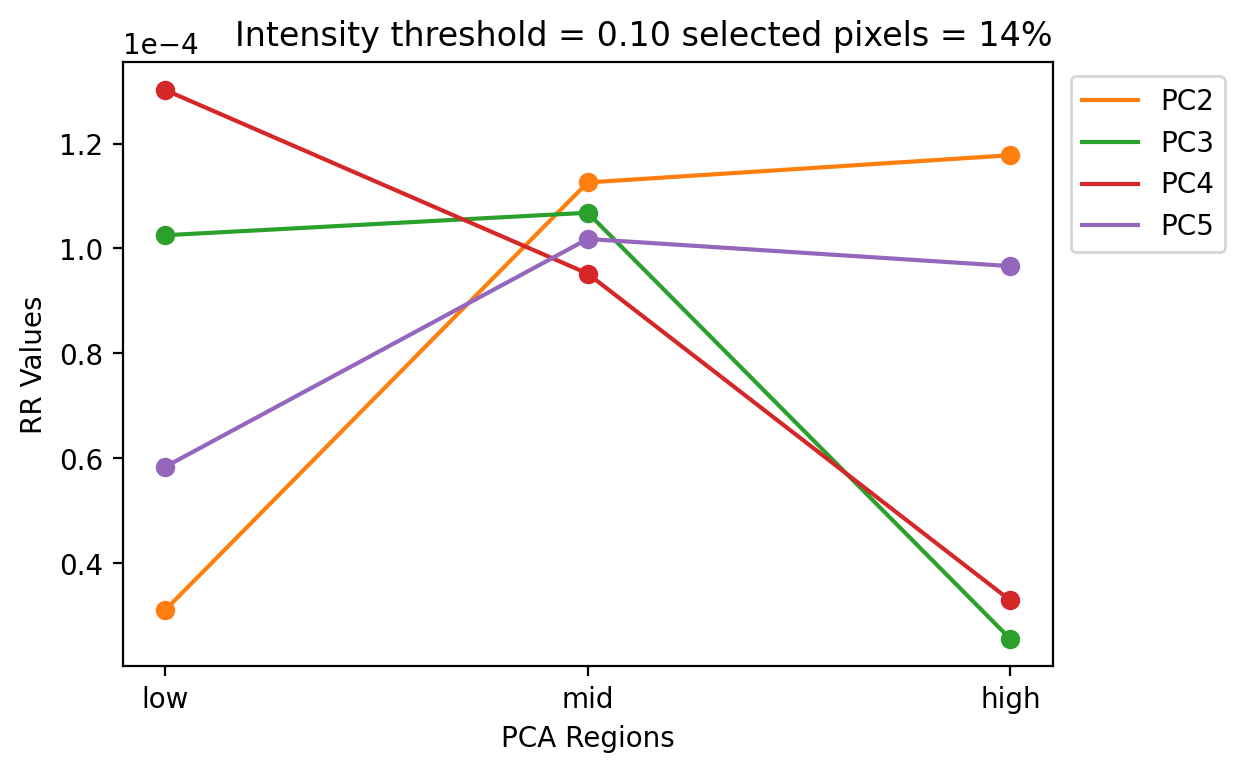 Intensity threshold = 0.10 selected pixels = 14%
1e−4
1.2
1.0
0.8
0.6
0.4
RR Values
low
mid
high
PCA Regions
PC2
PC3
PC4
PC5